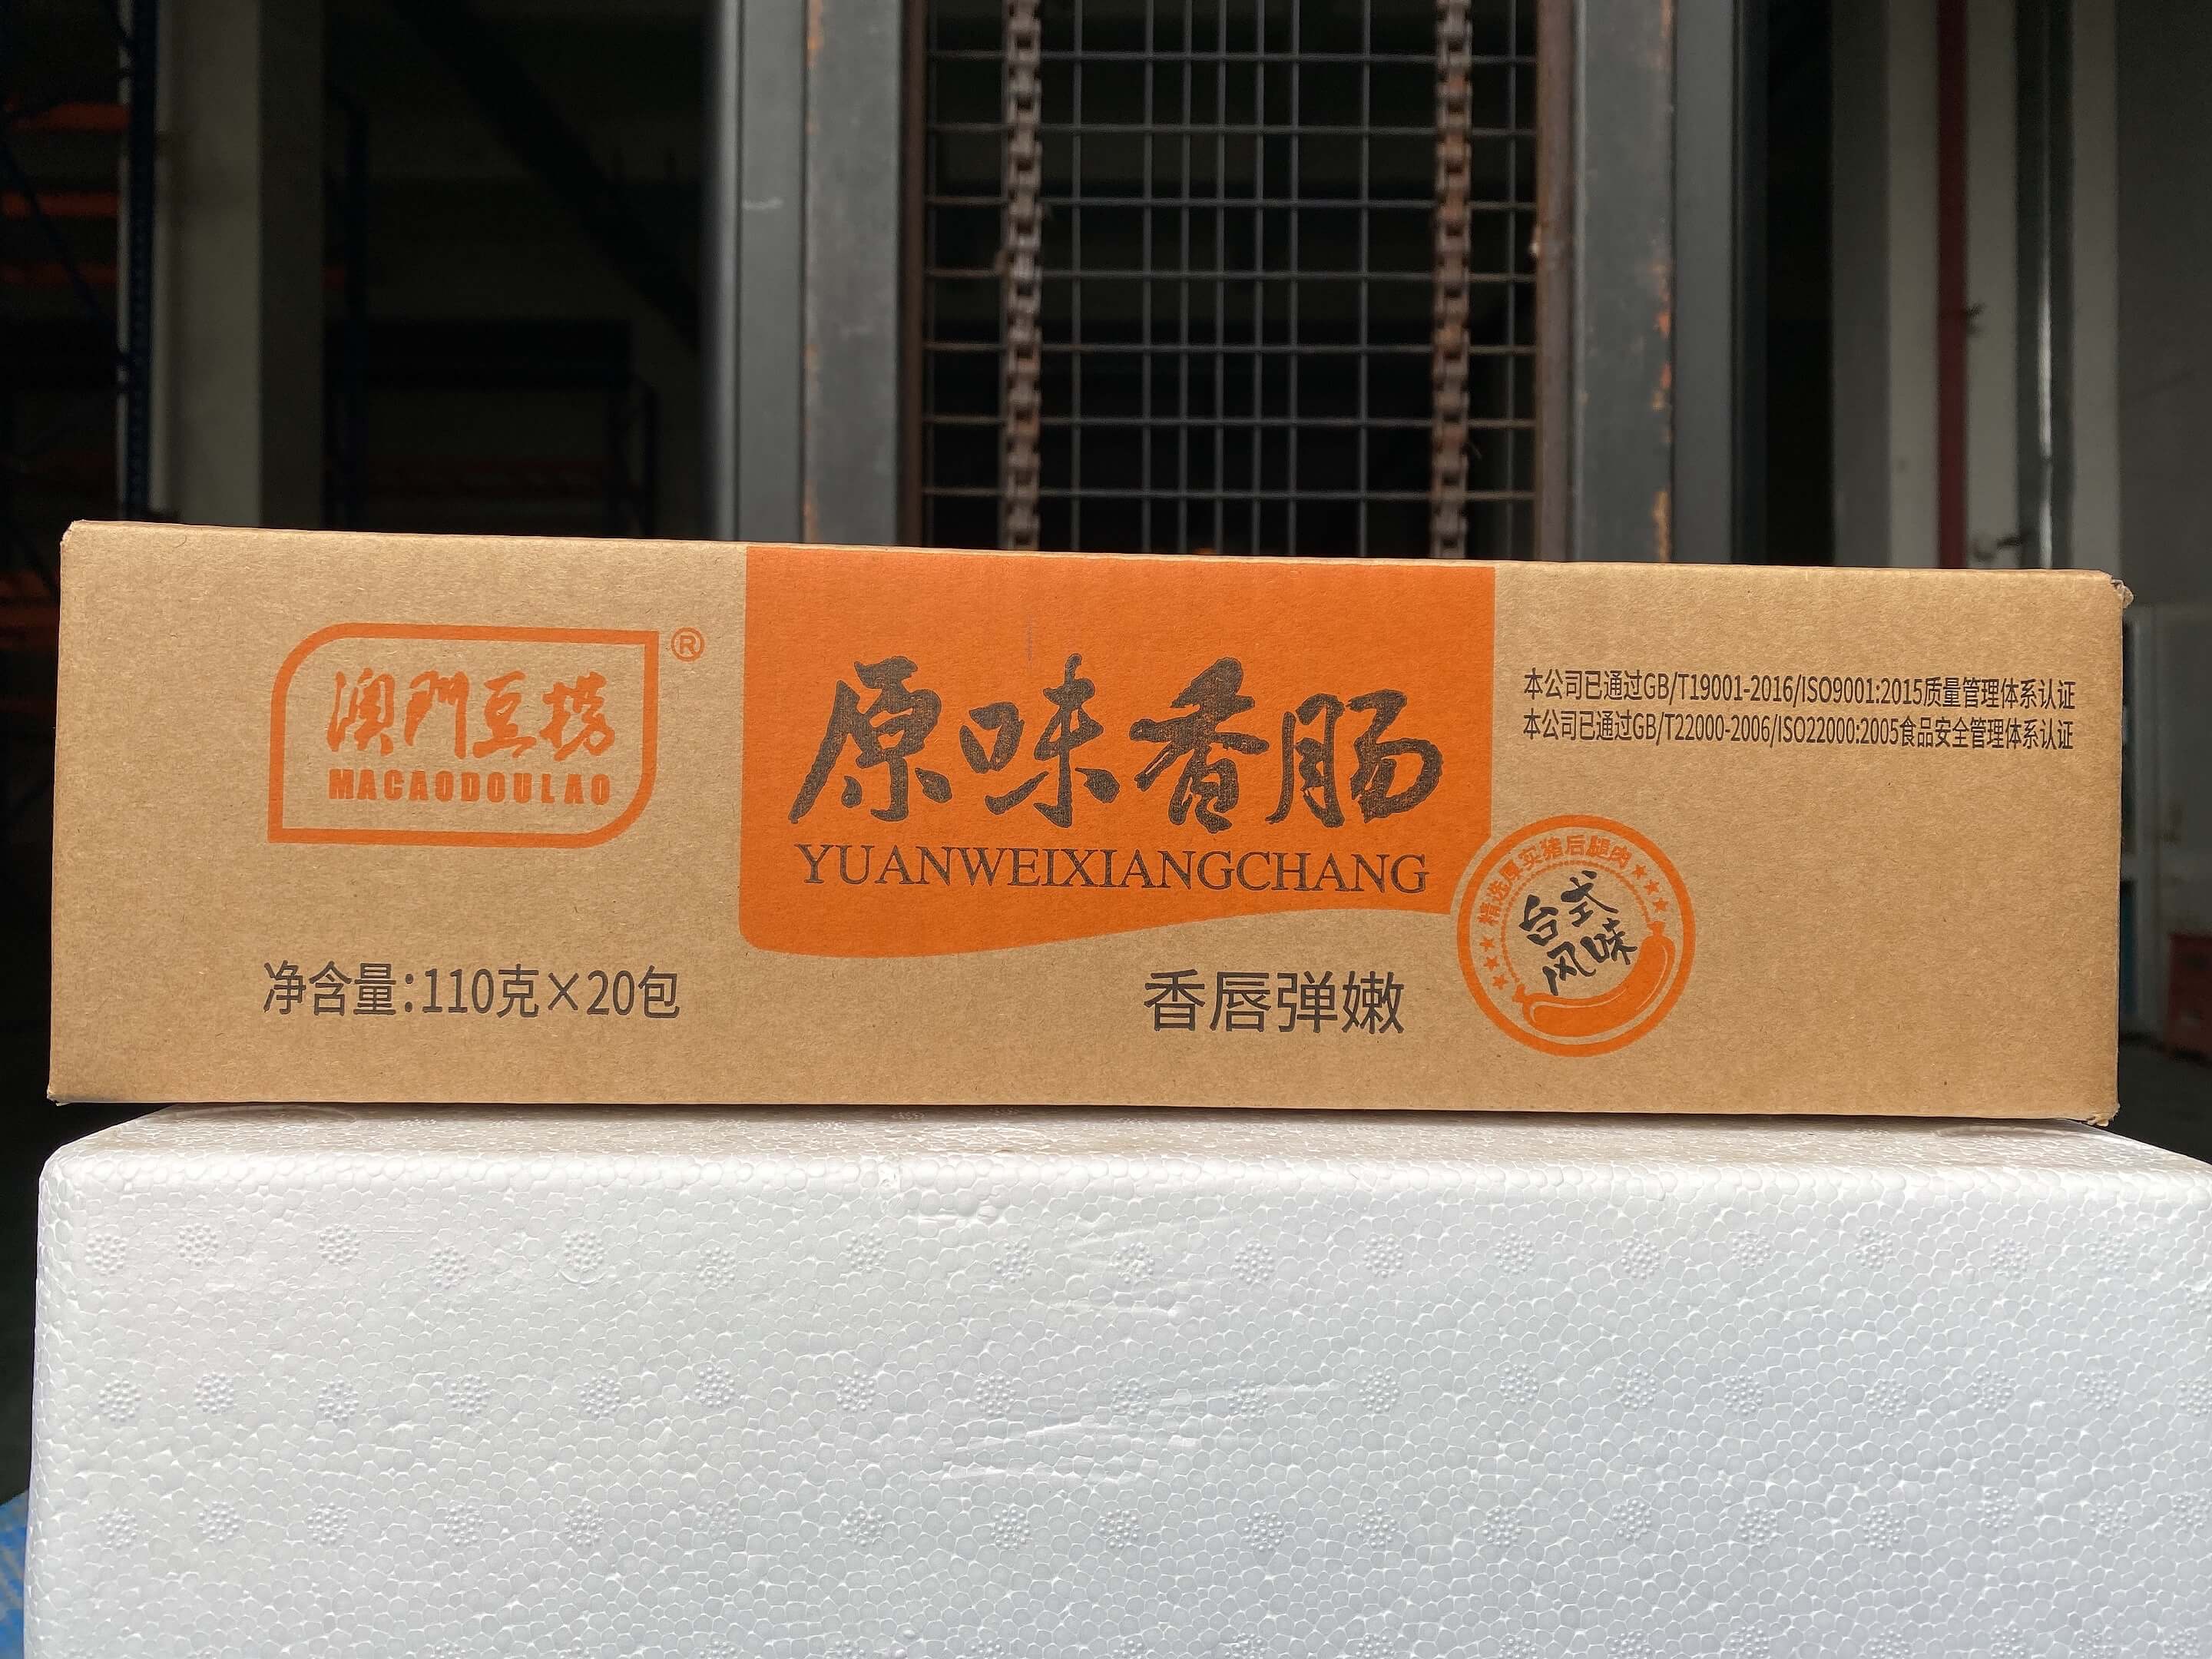 澳門豆捞
®
MACAODOULAO
净含量:110克×20包
原味香肠
YUANWEIXIANGCHANG
香唇弹嫩
本公司已通过GB/T19001-2016/ISO9001:2015质量管理体系认证
本公司已通过GB/T22000-2006/ISO22000:2005食品安全管理体系认证
精选厚实猪后腿肉
台式
风味